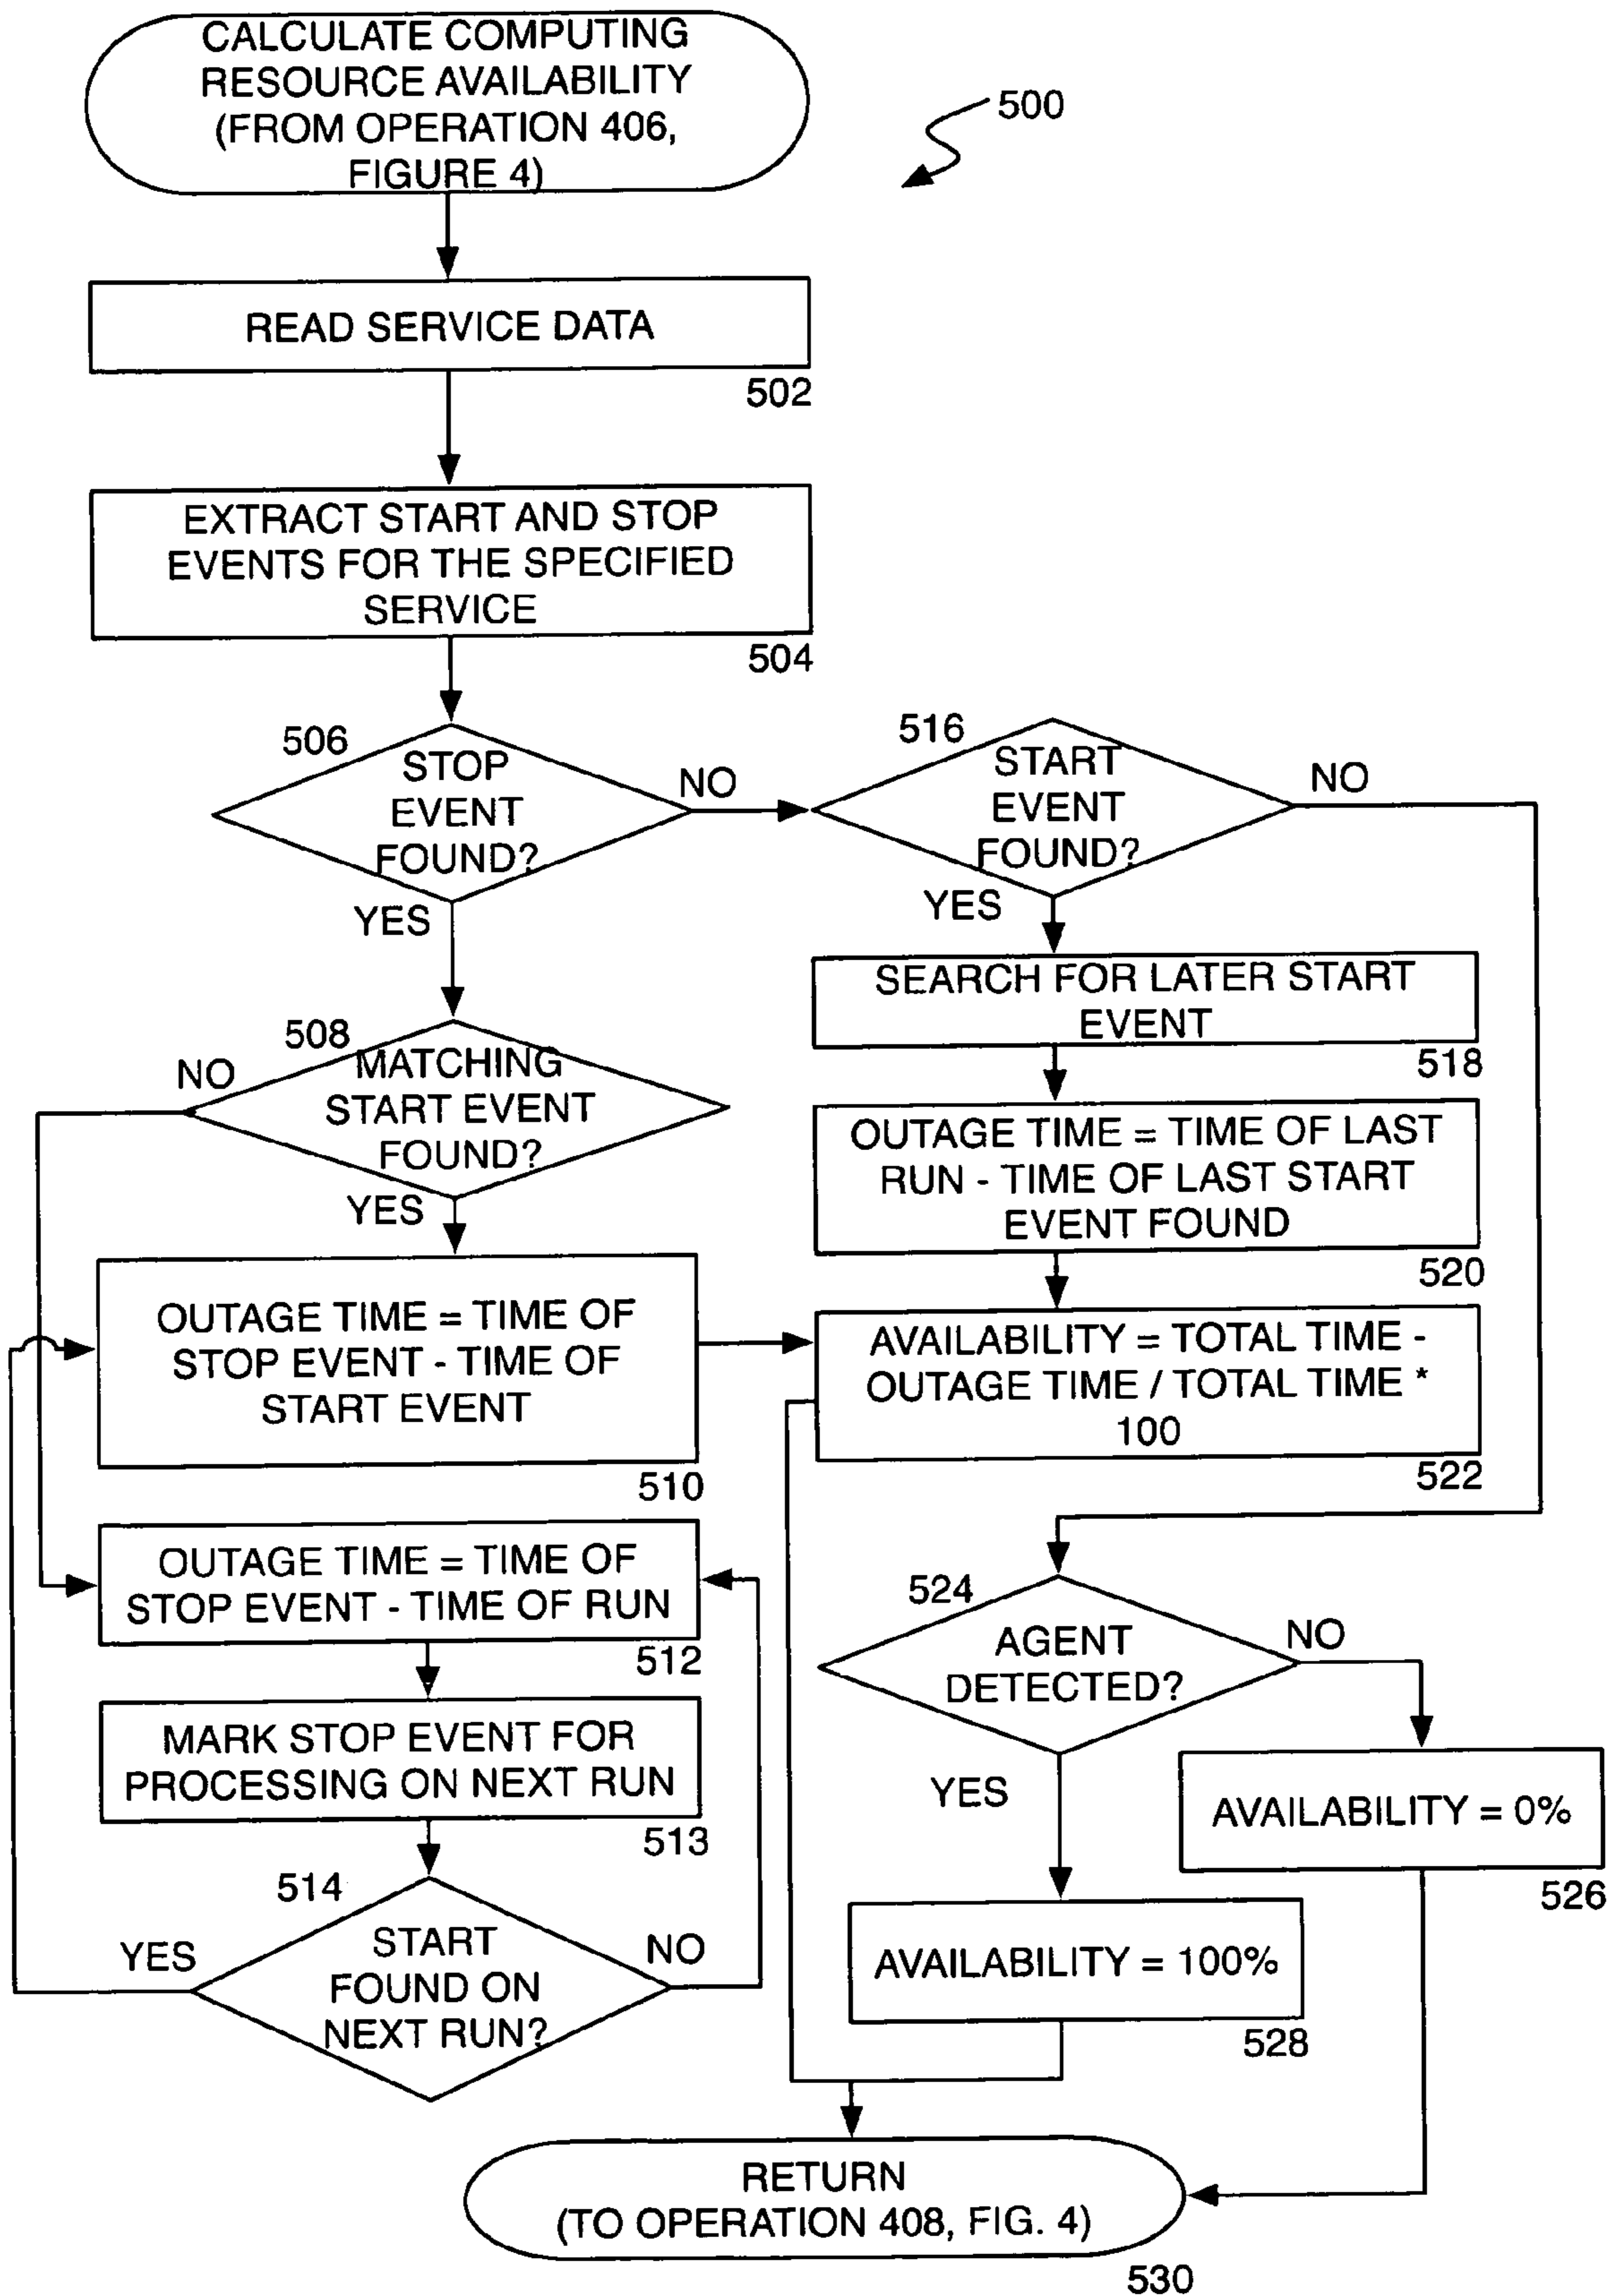 CALCULATE COMPUTING
RESOURCE AVAILABILITY
(FROM OPERATION 406,
FIGURE 4)
500
READ SERVICE DATA
502
EXTRACT START AND STOP
EVENTS FOR THE SPECIFIED
SERVICE
504
506
STOP
EVENT
FOUND?
NO
YES
516
START
EVENT
FOUND?
NO
YES
SEARCH FOR LATER START
EVENT
518
508
MATCHING
START EVENT
FOUND?
NO
YES
OUTAGE TIME = TIME OF LAST
RUN - TIME OF LAST START
EVENT FOUND
520
OUTAGE TIME = TIME OF
STOP EVENT - TIME OF
START EVENT
510
AVAILABILITY = TOTAL TIME -
OUTAGE TIME / TOTAL TIME *
100
522
OUTAGE TIME = TIME OF
STOP EVENT - TIME OF RUN
512
524
AGENT
DETECTED?
NO
YES
MARK STOP EVENT FOR
PROCESSING ON NEXT RUN
513
AVAILABILITY = 0%
526
514
START
FOUND ON
NEXT RUN?
YES
NO
AVAILABILITY = 100%
528
RETURN
(TO OPERATION 408, FIG. 4)
530